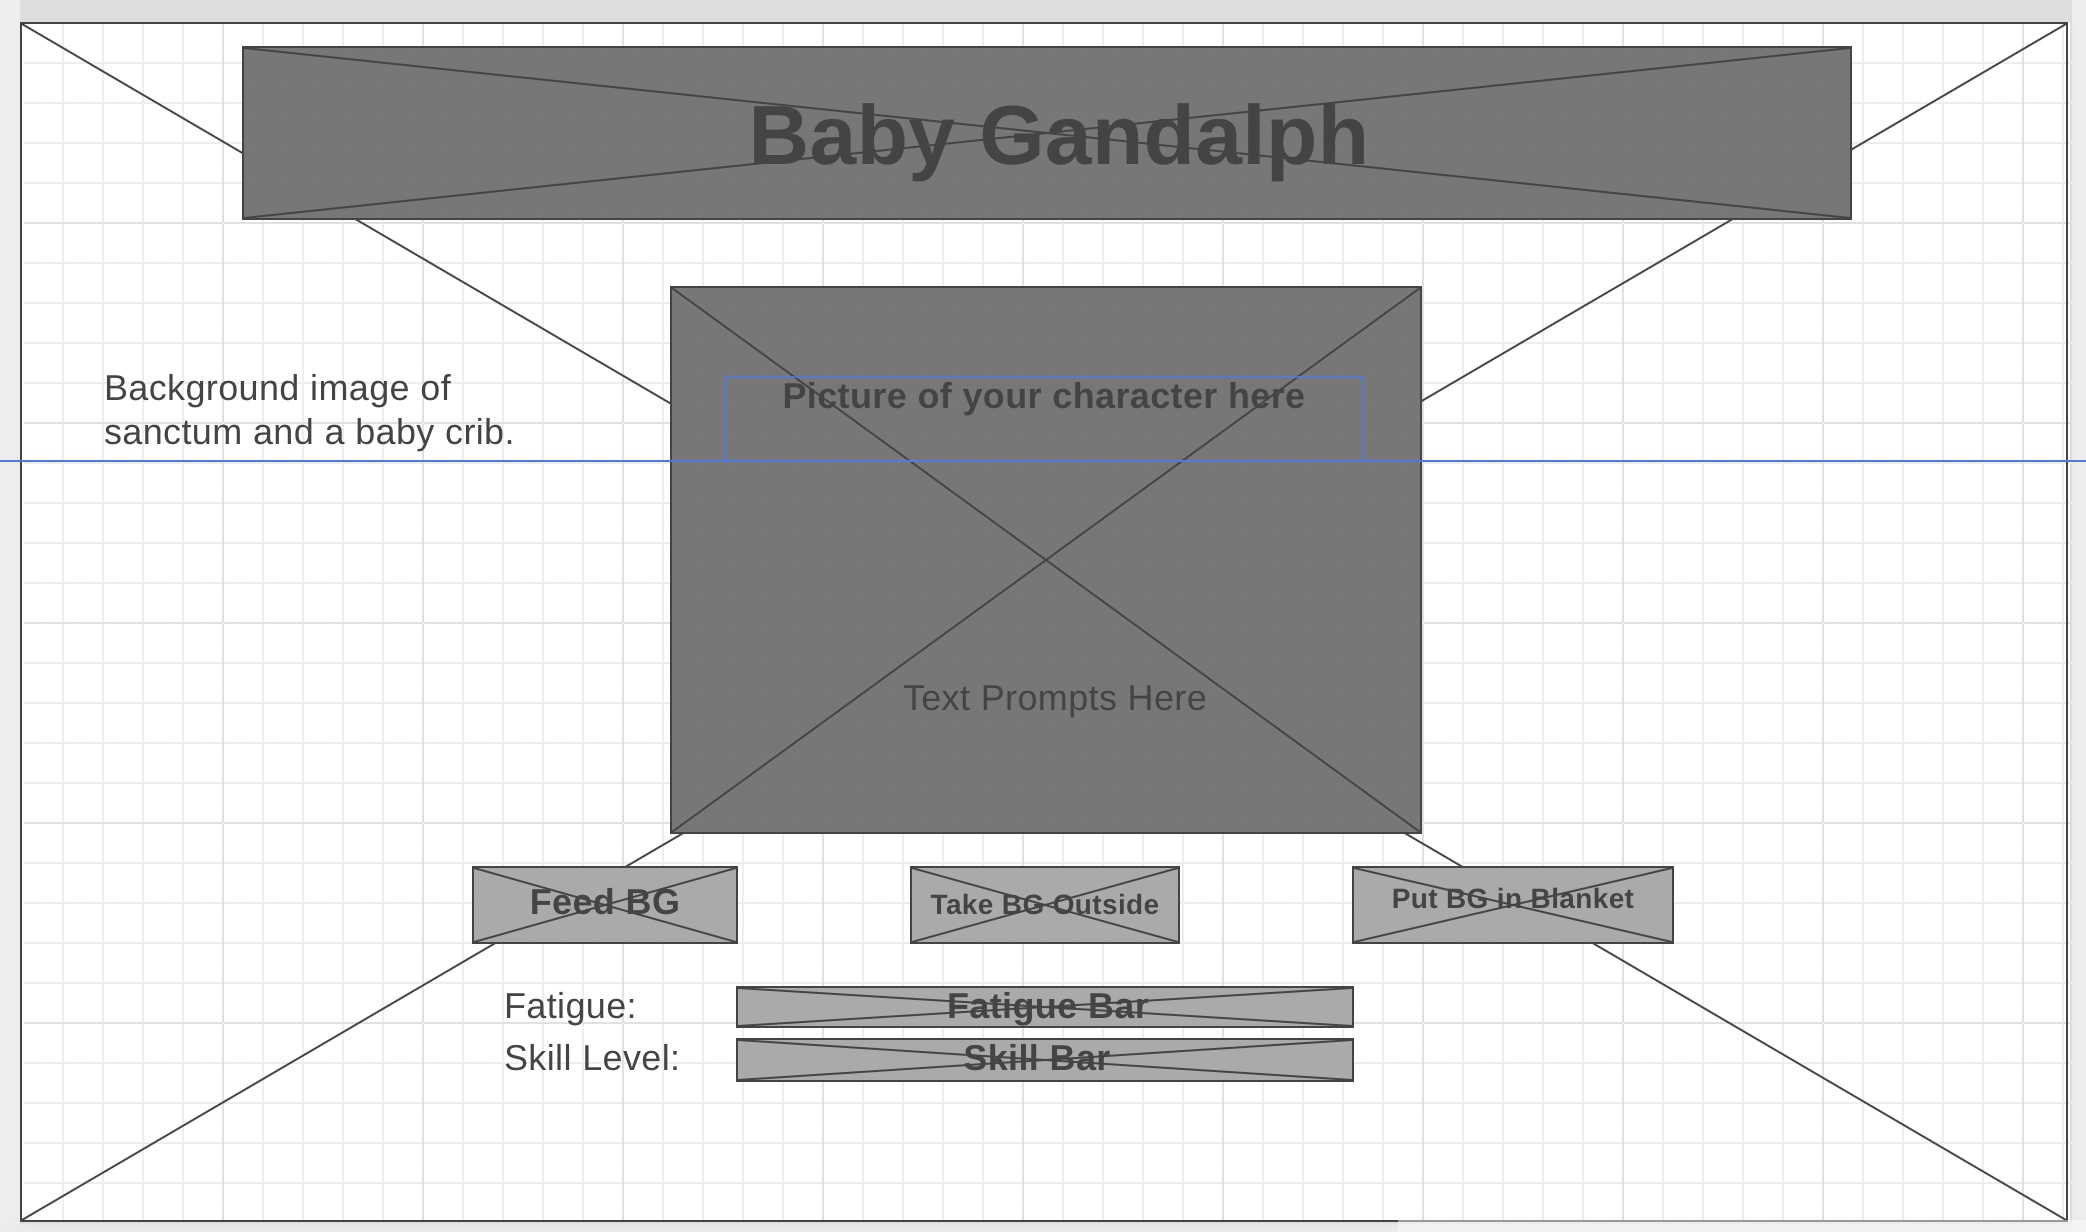 Baby Gandalph
Picture of your character here
Background image of
sanctum and a baby crib.
Text Prompts Here
Feed BG
Take BG Outside
Put BG in Blanket
Fatigue:
Fatigue Bar
Skill Level:
Skill Bar